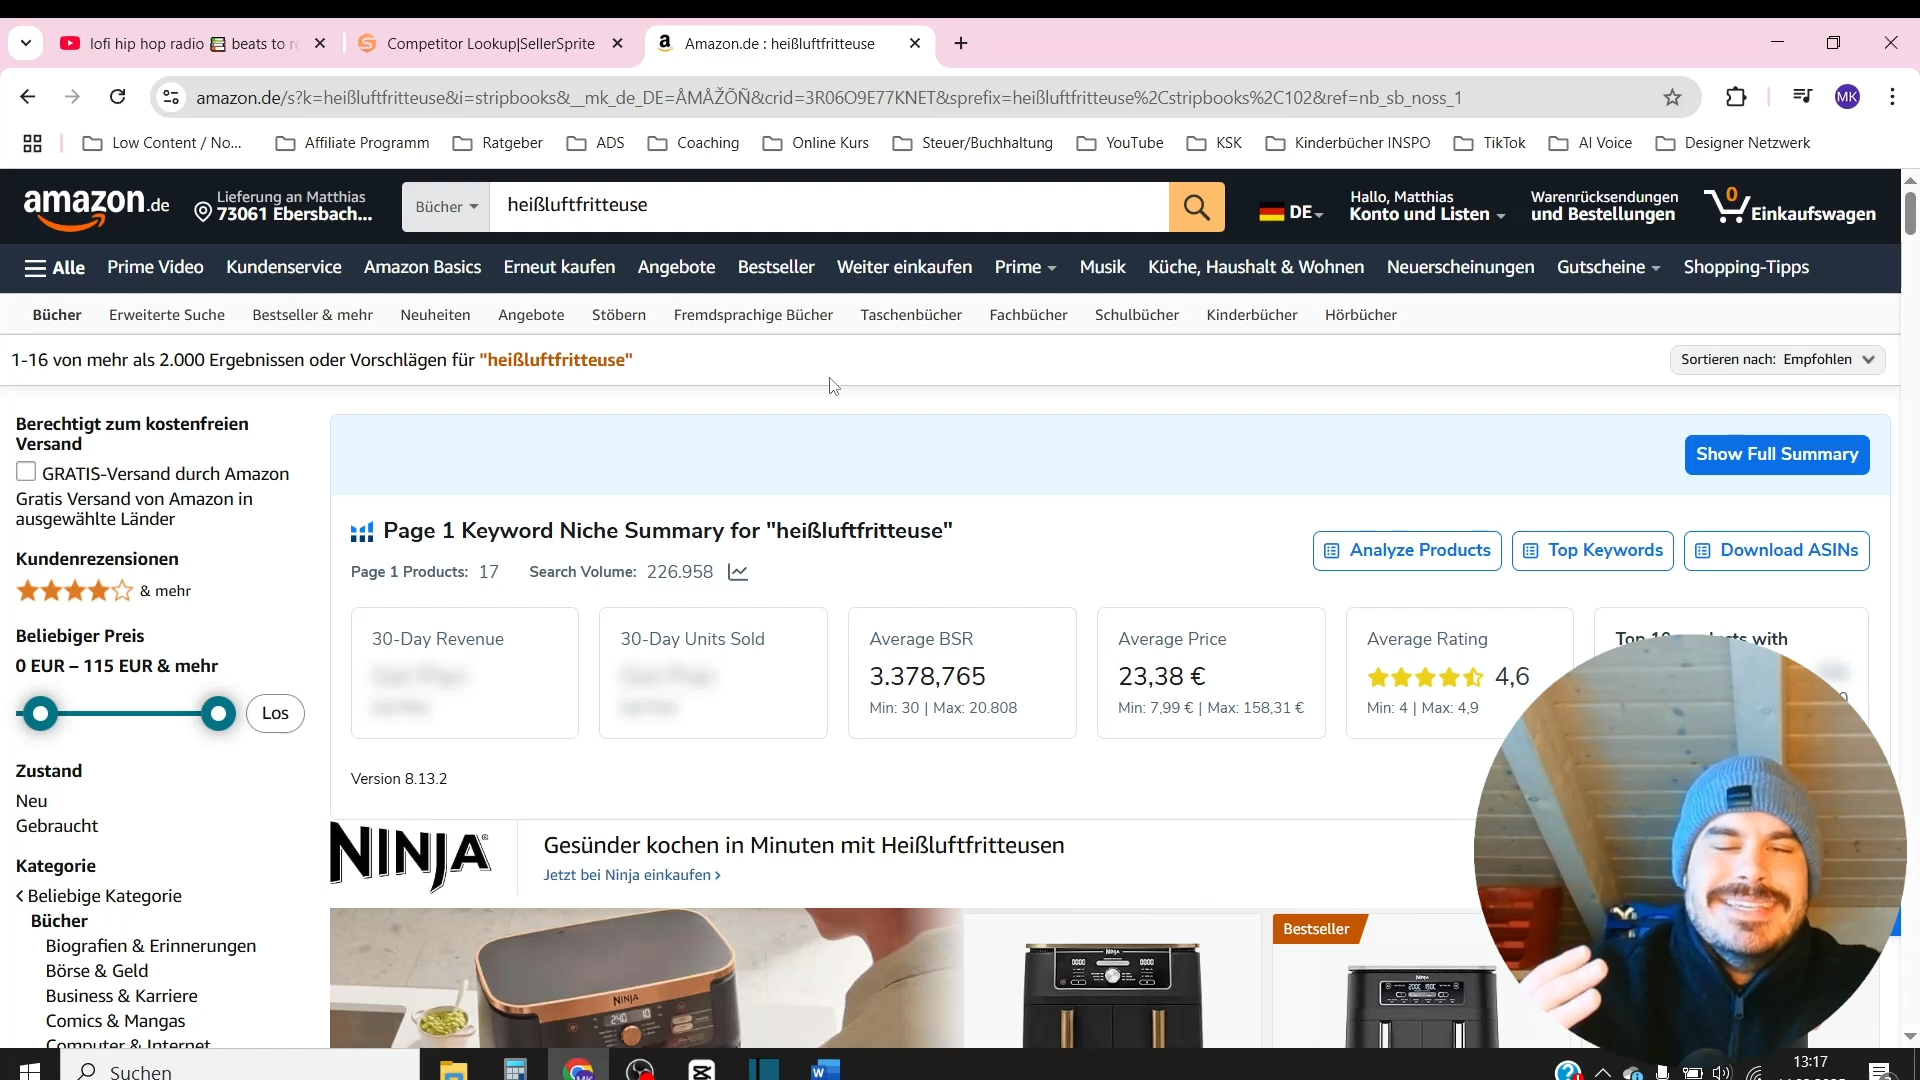 lofi hip hop radio 📚 beats to re
Competitor Lookup|SellerSprite
Amazon.de : heißluftfritteuse
amazon.de/s?k=heißluftfritteuse&i=stripbooks&__mk_de_DE=ÅMÅŽÕÑ&crid=3R06O9E77KNET&sprefix=heißluftfritteuse%2Cstripbooks%2C102&ref=nb_sb_noss_1
MK
Low Content / No...
Affiliate Programm
Ratgeber
ADS
Coaching
Online Kurs
Steuer/Buchhaltung
YouTube
KSK
Kinderbücher INSPO
TikTok
AI Voice
Designer Netzwerk
amazon.de
Lieferung an Matthias
73061 Ebersbach...
Bücher
heißluftfritteuse
DE
Hallo, Matthias
Konto und Listen
Warenrücksendungen
und Bestellungen
0
Einkaufswagen
Alle
Prime Video
Kundenservice
Amazon Basics
Erneut kaufen
Angebote
Bestseller
Weiter einkaufen
Prime
Musik
Küche, Haushalt & Wohnen
Neuerscheinungen
Gutscheine
Shopping-Tipps
Bücher
Erweiterte Suche
Bestseller & mehr
Neuheiten
Angebote
Stöbern
Fremdsprachige Bücher
Taschenbücher
Fachbücher
Schulbücher
Kinderbücher
Hörbücher
1-16 von mehr als 2.000 Ergebnissen oder Vorschlägen für "heißluftfritteuse"
Sortieren nach: Empfohlen
Berechtigt zum kostenfreien
Versand
GRATIS-Versand durch Amazon
Gratis Versand von Amazon in
ausgewählte Länder
Kundenrezensionen
& mehr
Beliebiger Preis
0 EUR – 115 EUR & mehr
Los
Zustand
Neu
Gebraucht
Kategorie
Beliebige Kategorie
Bücher
Biografien & Erinnerungen
Börse & Geld
Business & Karriere
Comics & Mangas
Computer & Internet
Show Full Summary
Page 1 Keyword Niche Summary for "heißluftfritteuse"
Page 1 Products: 17
Search Volume: 226.958
Analyze Products
Top Keywords
Download ASINs
30-Day Revenue
30-Day Units Sold
Average BSR
3.378,765
Min: 30 | Max: 20.808
Average Price
23,38 €
Min: 7,99 € | Max: 158,31 €
Average Rating
4,6
Min: 4 | Max: 4,9
Top
with
Version 8.13.2
NINJA
Gesünder kochen in Minuten mit Heißluftfritteusen
Jetzt bei Ninja einkaufen ›
NINJA
Bestseller
Suchen
13:17